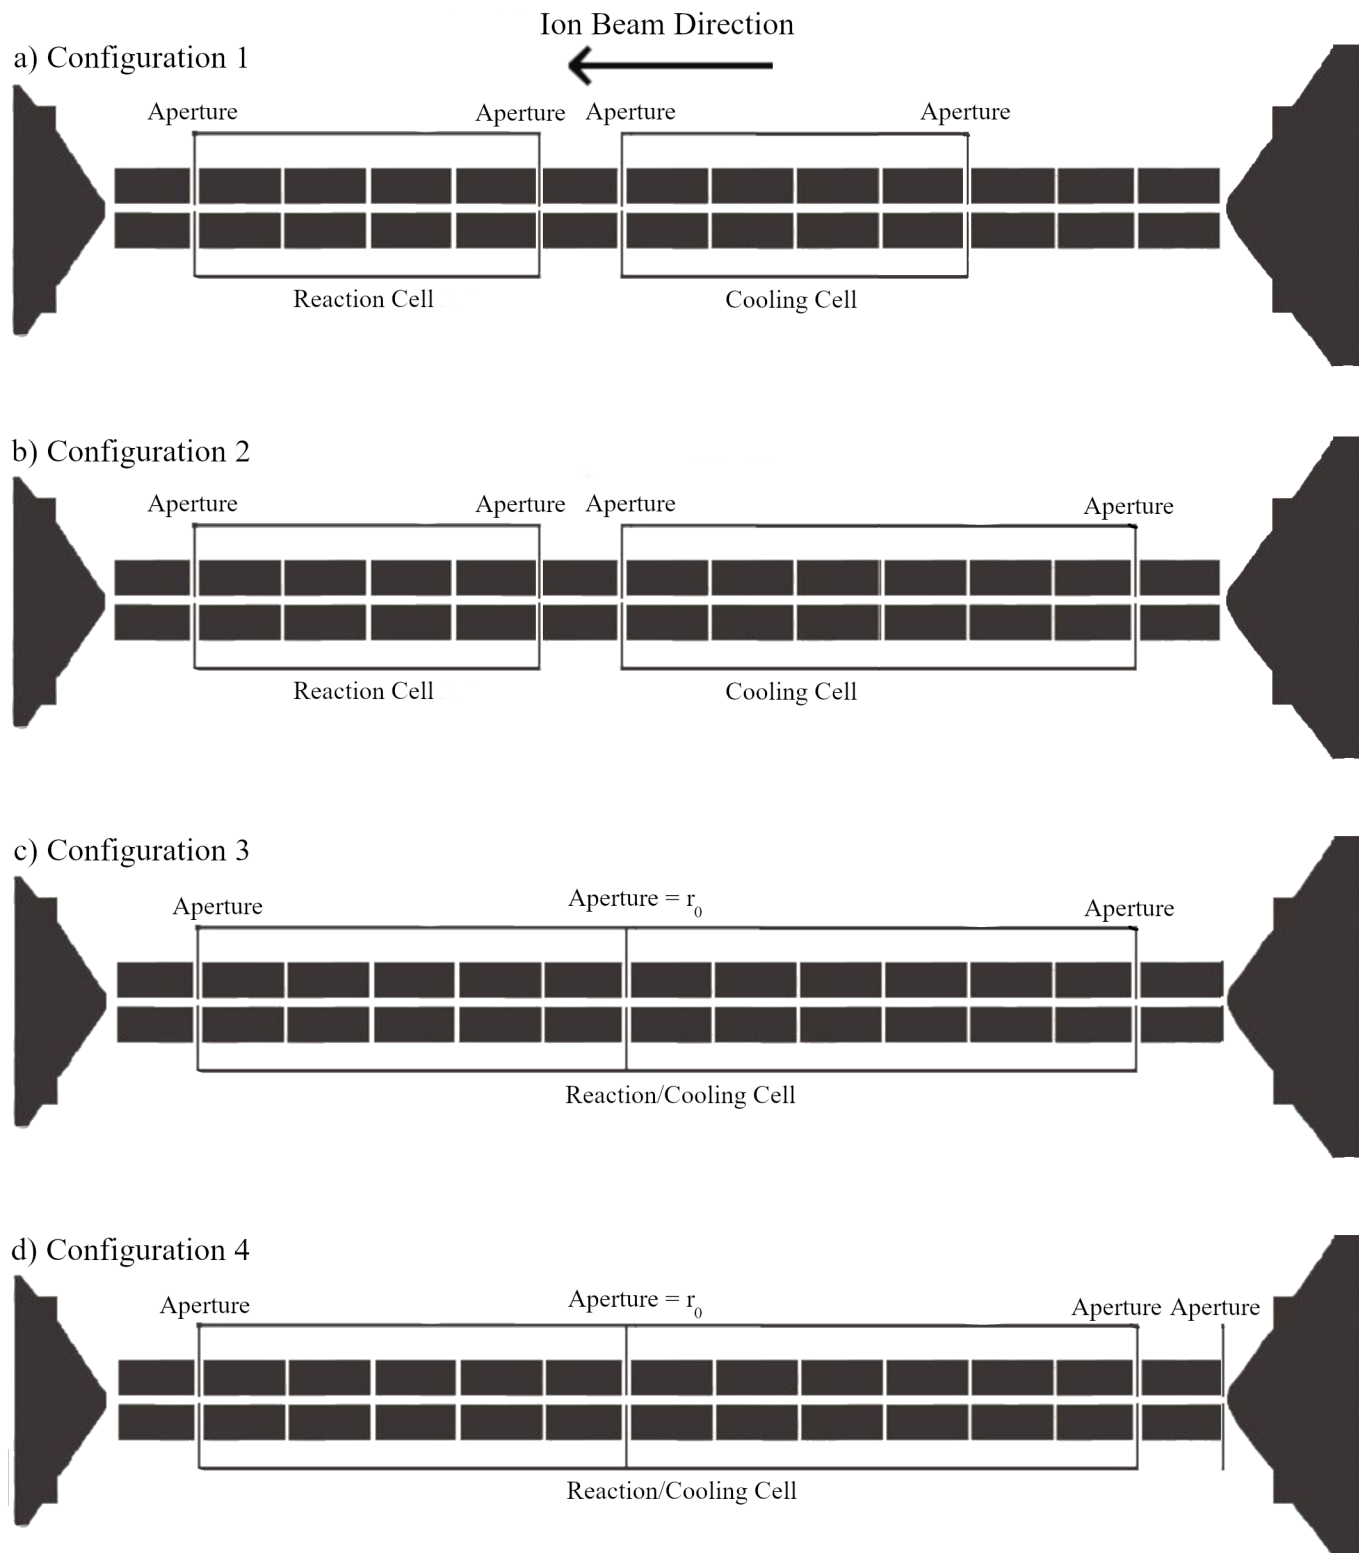 Ion Beam Direction
a) Configuration 1
Aperture Aperture Aperture Aperture
Reaction Cell Cooling Cell
b) Configuration 2
Aperture Aperture Aperture Aperture
Reaction Cell Cooling Cell
c) Configuration 3
Aperture Aperture = r₀ Aperture
Reaction/Cooling Cell
d) Configuration 4
Aperture Aperture = r₀ Aperture Aperture
Reaction/Cooling Cell